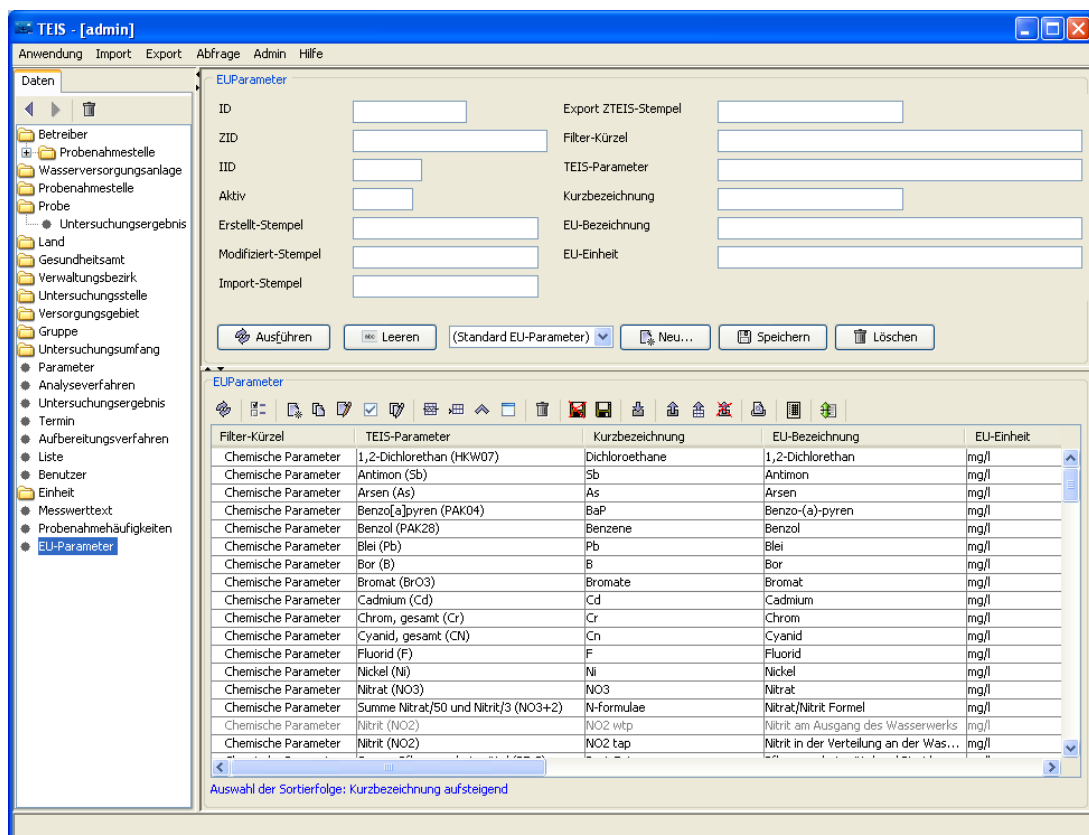 TEIS - [admin]
Anwendung Import Export Abfrage Admin Hilfe
Daten
Betreiber
Probenahmestelle
Wasserversorgungsanlage
Probenahmestelle
Probe
Untersuchungsergebnis
Land
Gesundheitsamt
Verwaltungsbezirk
Untersuchungsstelle
Versorgungsgebiet
Gruppe
Untersuchungsumfang
Parameter
Analyseverfahren
Untersuchungsergebnis
Termin
Aufbereitungsverfahren
Liste
Benutzer
Einheit
Messwerttext
Probenahmehäufigkeiten
EU-Parameter
EUParameter
ID Export ZTEIS-Stempel
ZID Filter-Kürzel
IID TEIS-Parameter
Aktiv Kurzbezeichnung
Erstellt-Stempel EU-Bezeichnung
Modifiziert-Stempel EU-Einheit
Import-Stempel
Ausführen abc Leeren (Standard EU-Parameter) Neu... Speichern Löschen
EUParameter
Filter-Kürzel TEIS-Parameter Kurzbezeichnung EU-Bezeichnung EU-Einheit
Chemische Parameter 1,2-Dichlorethan (HKW07) Dichloroethane 1,2-Dichlorethan mg/l
Chemische Parameter Antimon (Sb) Sb Antimon mg/l
Chemische Parameter Arsen (As) As Arsen mg/l
Chemische Parameter Benzo[a]pyren (PAK04) BaP Benzo-(a)-pyren mg/l
Chemische Parameter Benzol (PAK28) Benzene Benzol mg/l
Chemische Parameter Blei (Pb) Pb Blei mg/l
Chemische Parameter Bor (B) B Bor mg/l
Chemische Parameter Bromat (BrO3) Bromate Bromat mg/l
Chemische Parameter Cadmium (Cd) Cd Cadmium mg/l
Chemische Parameter Chrom, gesamt (Cr) Cr Chrom mg/l
Chemische Parameter Cyanid, gesamt (CN) Cn Cyanid mg/l
Chemische Parameter Fluorid (F) F Fluorid mg/l
Chemische Parameter Nickel (Ni) Ni Nickel mg/l
Chemische Parameter Nitrat (NO3) NO3 Nitrat mg/l
Chemische Parameter Summe Nitrat/50 und Nitrit/3 (NO3+2) N-formulae Nitrat/Nitrit Formel mg/l
Chemische Parameter Nitrit (NO2) NO2 wtp Nitrit am Ausgang des Wasserwerks mg/l
Chemische Parameter Nitrit (NO2) NO2 tap Nitrit in der Verteilung an der Was... mg/l
Auswahl der Sortierfolge: Kurzbezeichnung aufsteigend